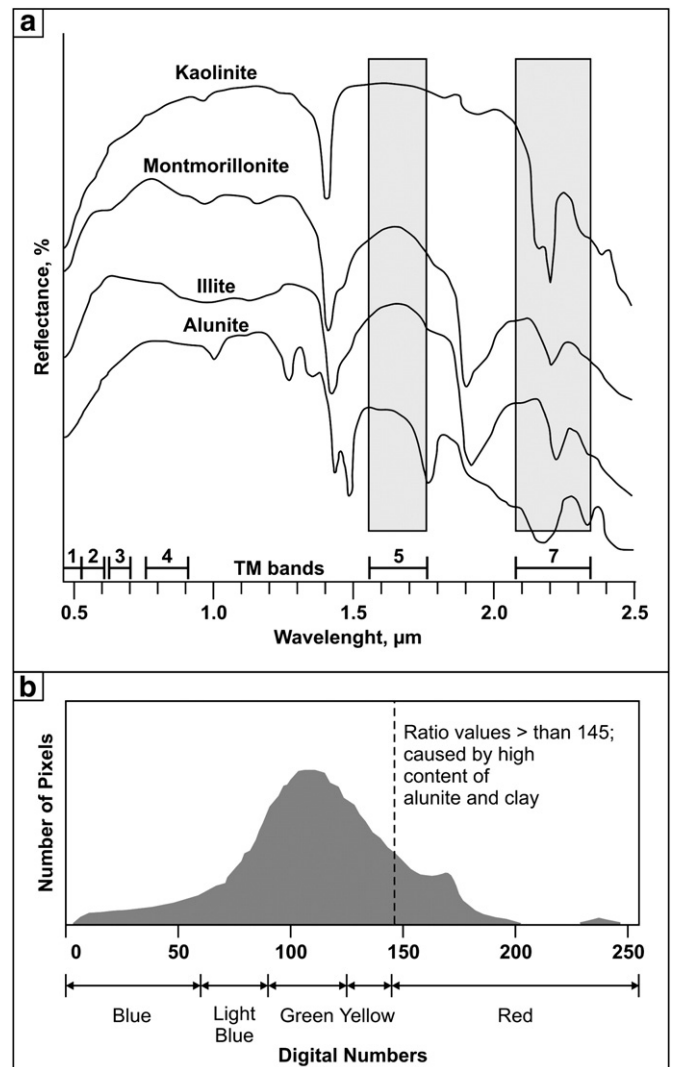 a
Kaolinite
Montmorillonite
Illite
Alunite
Reflectance, %
1 2 3 4 TM bands 5 7
0.5 1.0 1.5 2.0 2.5
Wavelenght, µm
b
Number of Pixels
Ratio values > than 145;
caused by high
content of
alunite and clay
0 50 100 150 200 250
Blue Light Green Yellow Red
Blue
Digital Numbers